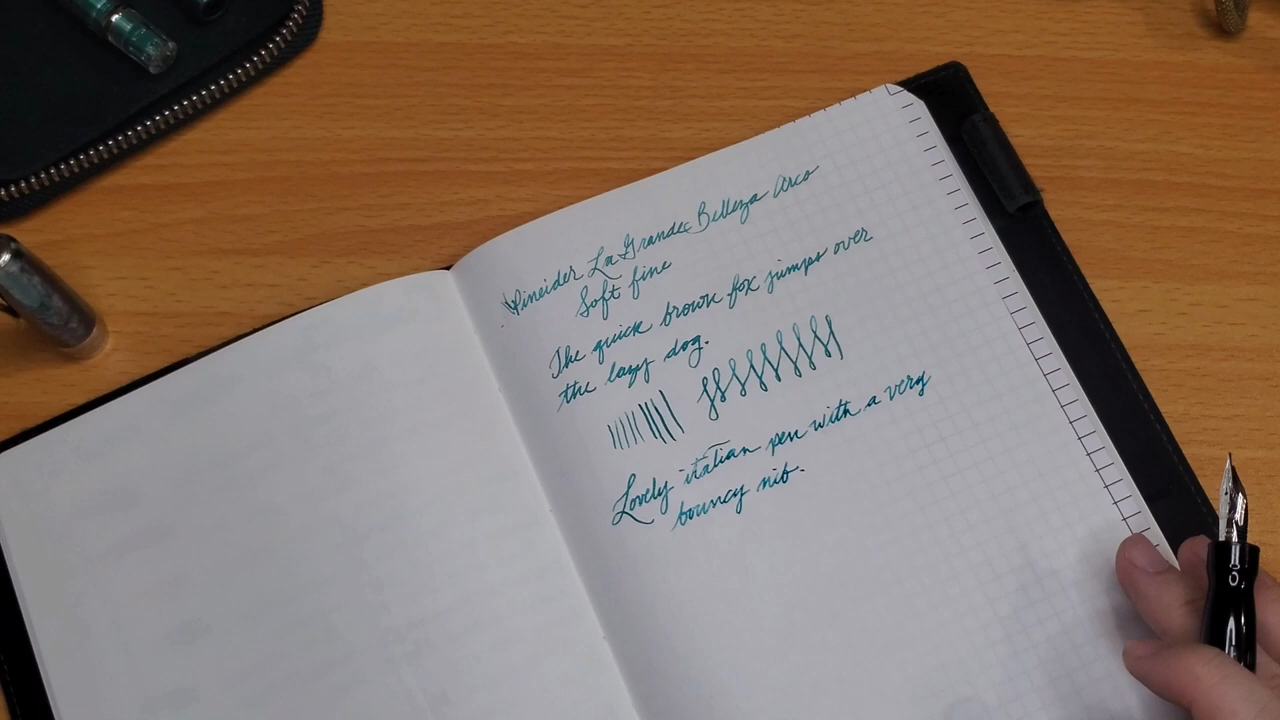 Pineider La Grande Belleza Arco
Soft fine
The quick brown fox jumps over
the lazy dog.
Lovely italian pen with a very
bouncy nib.